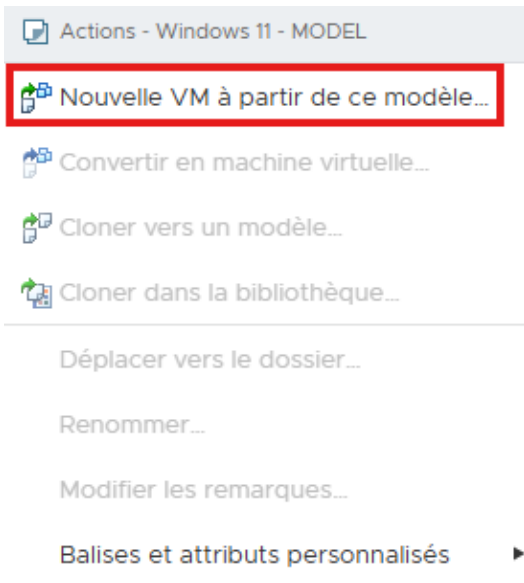 Actions - Windows 11 - MODEL
Nouvelle VM à partir de ce modèle...
Convertir en machine virtuelle...
Cloner vers un modèle...
Cloner dans la bibliothèque...
Déplacer vers le dossier...
Renommer...
Modifier les remarques...
Balises et attributs personnalisés